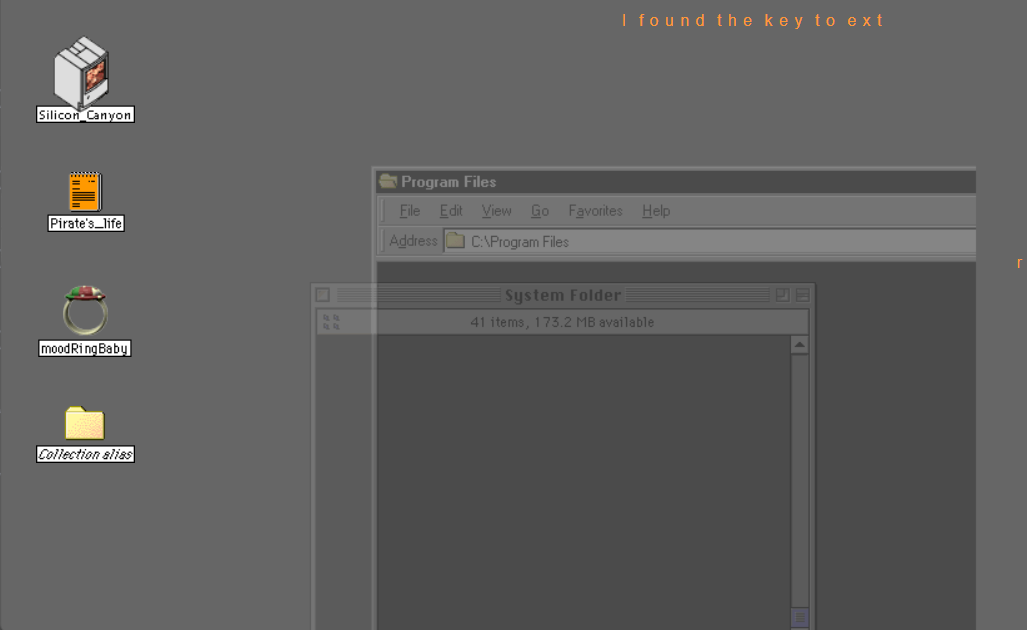 I found the key to ext
Silicon_Canyon
Program Files
Pirate's_life
File Edit View Go Favorites Help
Address C:\Program Files
r
System Folder
41 items, 173.2 MB available
moodRingBaby
Collection alias